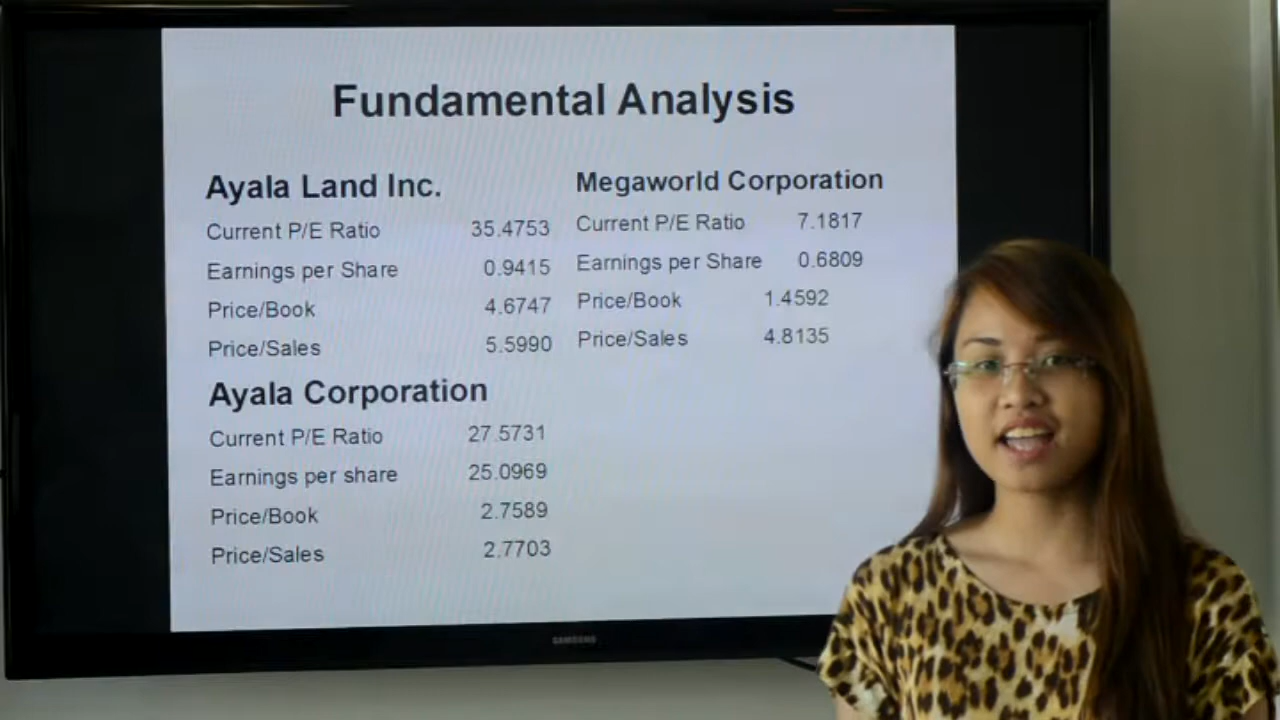 Fundamental Analysis
Ayala Land Inc.
Current P/E Ratio 35.4753
Earnings per Share 0.9415
Price/Book 4.6747
Price/Sales 5.5990
Megaworld Corporation
Current P/E Ratio 7.1817
Earnings per Share 0.6809
Price/Book 1.4592
Price/Sales 4.8135
Ayala Corporation
Current P/E Ratio 27.5731
Earnings per share 25.0969
Price/Book 2.7589
Price/Sales 2.7703
SAMSUNG